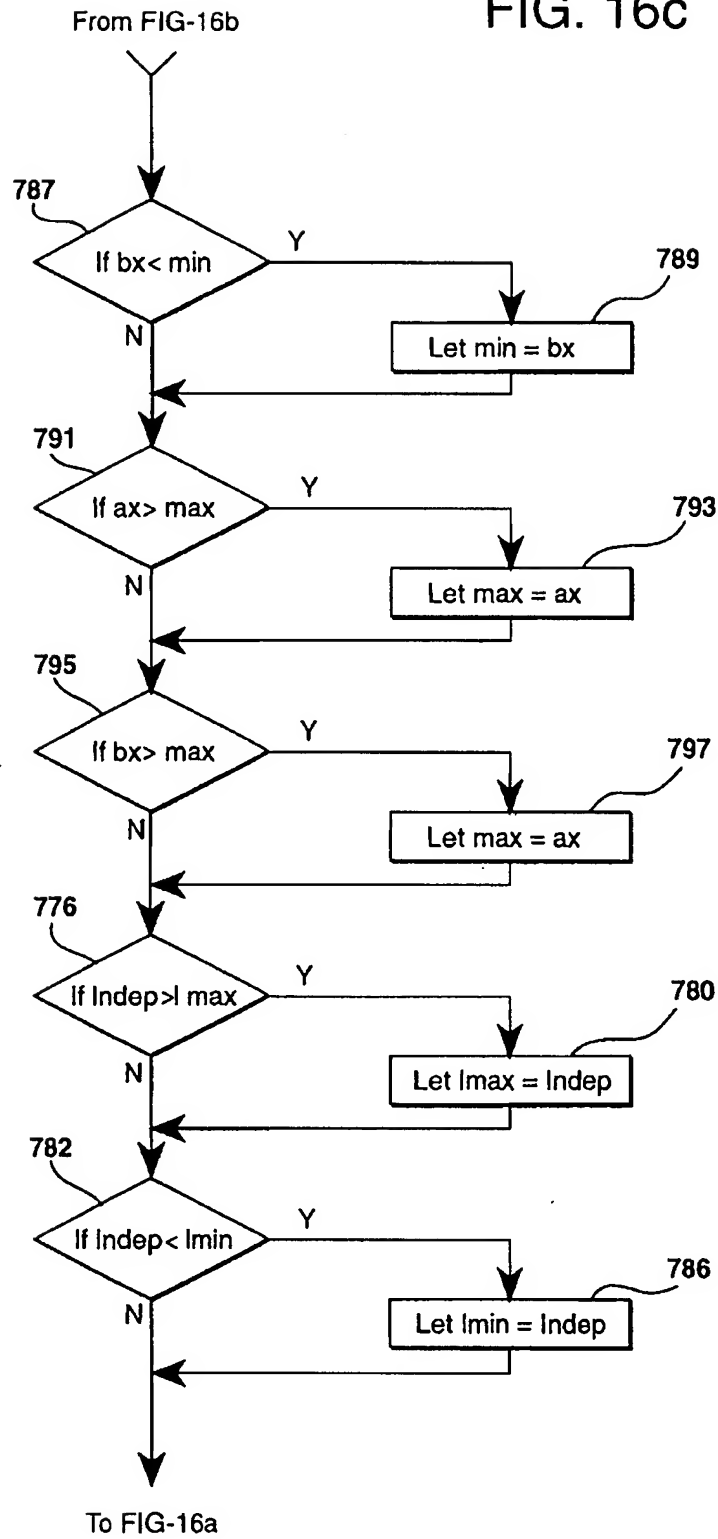 FIG. 16c
From FIG-16b
787
If bx< min
Y
789
N
Let min = bx
791
If ax> max
Y
793
N
Let max = ax
795
If bx> max
Y
797
N
Let max = ax
776
If Indep>I max
Y
780
N
Let Imax = Indep
782
If Indep< Imin
Y
786
N
Let Imin = Indep
To FIG-16a